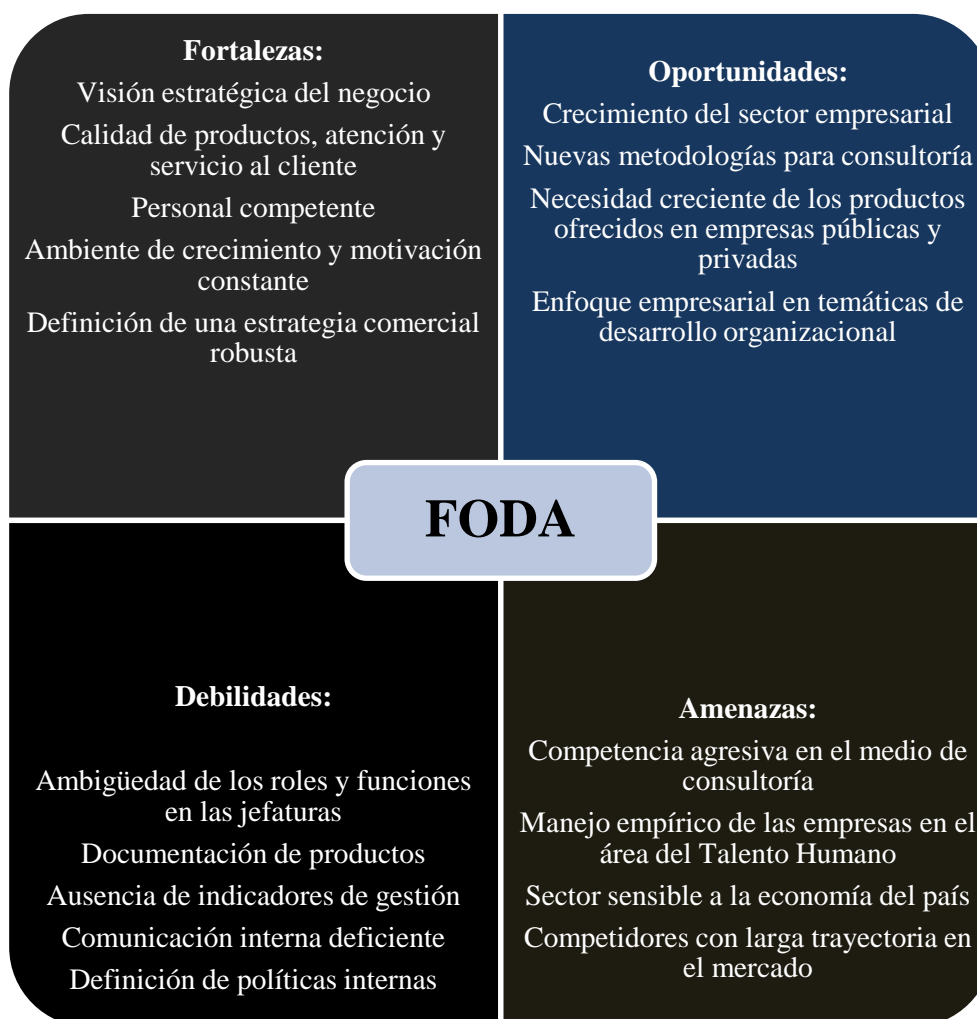 Fortalezas:
Visión estratégica del negocio
Calidad de productos, atención y
servicio al cliente
Personal competente
Ambiente de crecimiento y motivación
constante
Definición de una estrategia comercial
robusta
Oportunidades:
Crecimiento del sector empresarial
Nuevas metodologías para consultoría
Necesidad creciente de los productos
ofrecidos en empresas públicas y
privadas
Enfoque empresarial en temáticas de
desarrollo organizacional
FODA
Debilidades:
Ambigüedad de los roles y funciones
en las jefaturas
Documentación de productos
Ausencia de indicadores de gestión
Comunicación interna deficiente
Definición de políticas internas
Amenazas:
Competencia agresiva en el medio de
consultoría
Manejo empírico de las empresas en el
área del Talento Humano
Sector sensible a la economía del país
Competidores con larga trayectoria en
el mercado